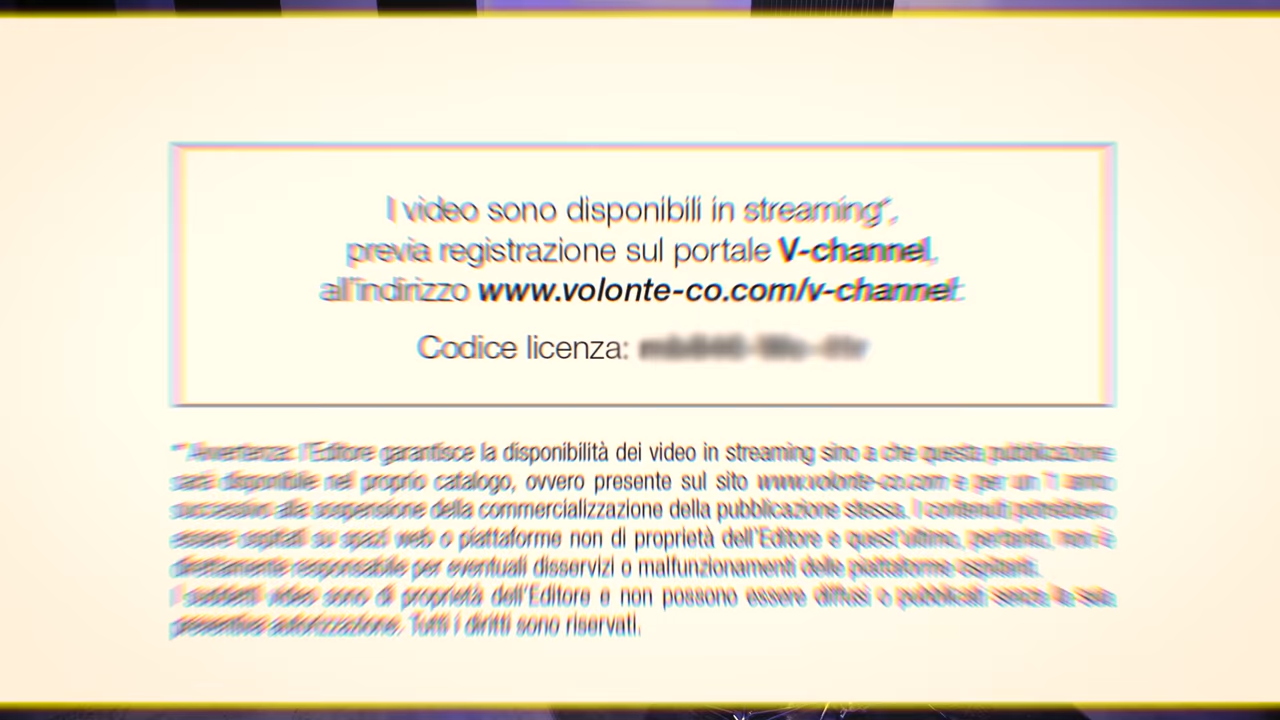 I video sono disponibili in streaming*,
previa registrazione sul portale V-channel,
all'indirizzo www.volonte-co.com/v-channel:
Codice licenza:
* Avvertenza: l'Editore garantisce la disponibilità dei video in streaming sino a che questa pubblicazione
sarà disponibile nel proprio catalogo, ovvero presente sul sito www.volonte-co.com e per un 1 anno
successivo alla sospensione della commercializzazione della pubblicazione stessa. I contenuti potrebbero
essere ospitati su spazi web o piattaforme non di proprietà dell'Editore e quest'ultimo, pertanto, non è
direttamente responsabile per eventuali disservizi o malfunzionamenti delle piattaforme ospitanti.
I suddetti video sono di proprietà dell'Editore e non possono essere diffusi o pubblicati senza la sua
preventiva autorizzazione. Tutti i diritti sono riservati.